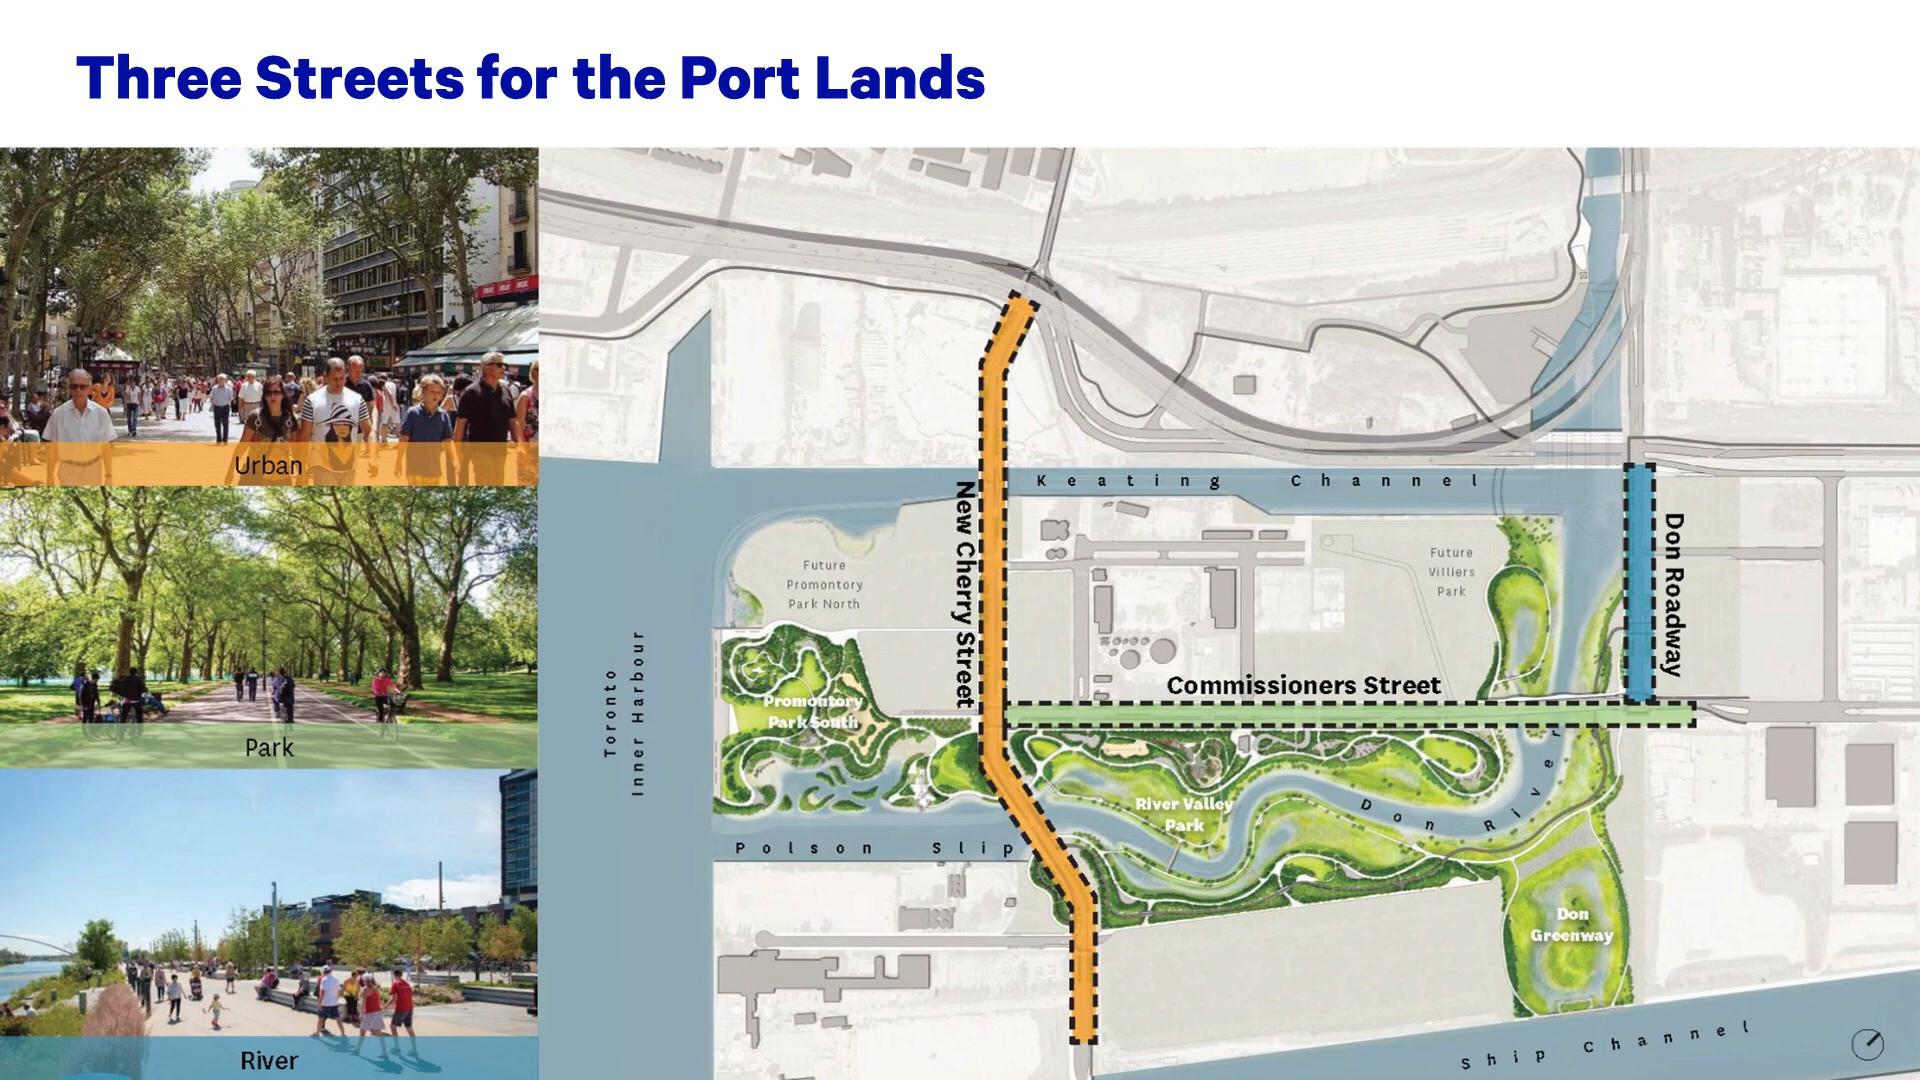 Three Streets for the Port Lands
Urban
Park
River
Keating Channel
New Cherry Street
Don Roadway
Future
Promontory
Park North
Future
Villiers
Park
Toronto
Inner Harbour
Commissioners Street
Promontory
Park South
River Valley
Park
Don River
Polson Slip
Don
Greenway
Ship Channel